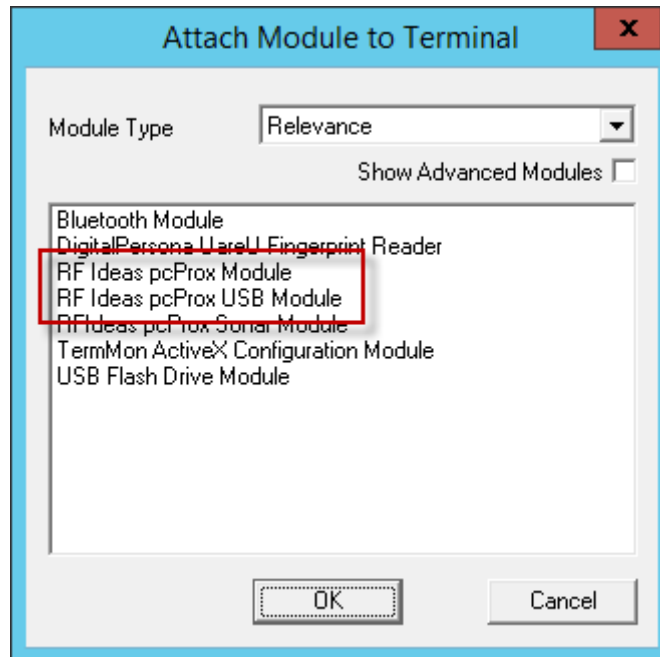 Attach Module to Terminal
x
Module Type Relevance
Show Advanced Modules
Bluetooth Module
DigitalPersona UareU Fingerprint Reader
RF Ideas pcProx Module
RF Ideas pcProx USB Module
RFIdeas pcProx Sonar Module
TermMon ActiveX Configuration Module
USB Flash Drive Module
OK Cancel